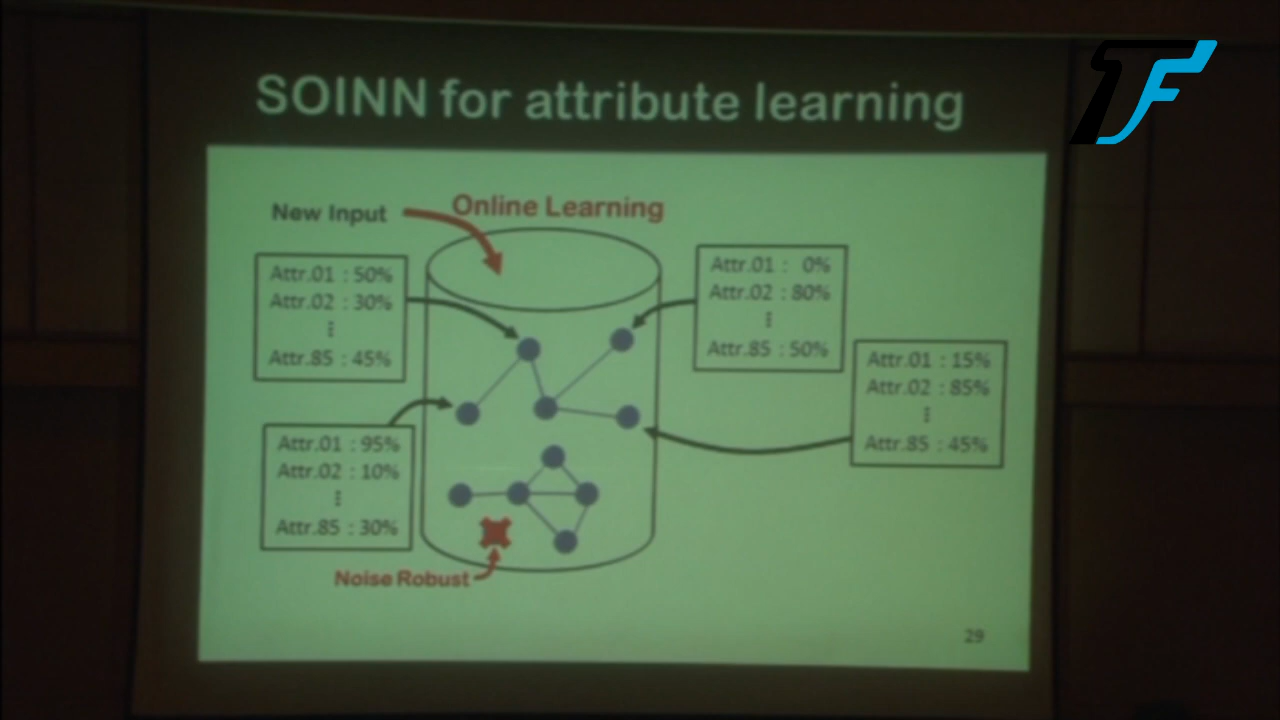 SOINN for attribute learning
New Input
Online Learning
Attr.01 : 50%
Attr.02 : 30%
⋮
Attr.85 : 45%
Attr.01 : 0%
Attr.02 : 80%
⋮
Attr.85 : 50%
Attr.01 : 15%
Attr.02 : 85%
⋮
Attr.85 : 45%
Attr.01 : 95%
Attr.02 : 10%
⋮
Attr.85 : 30%
Noise Robust
29
TF